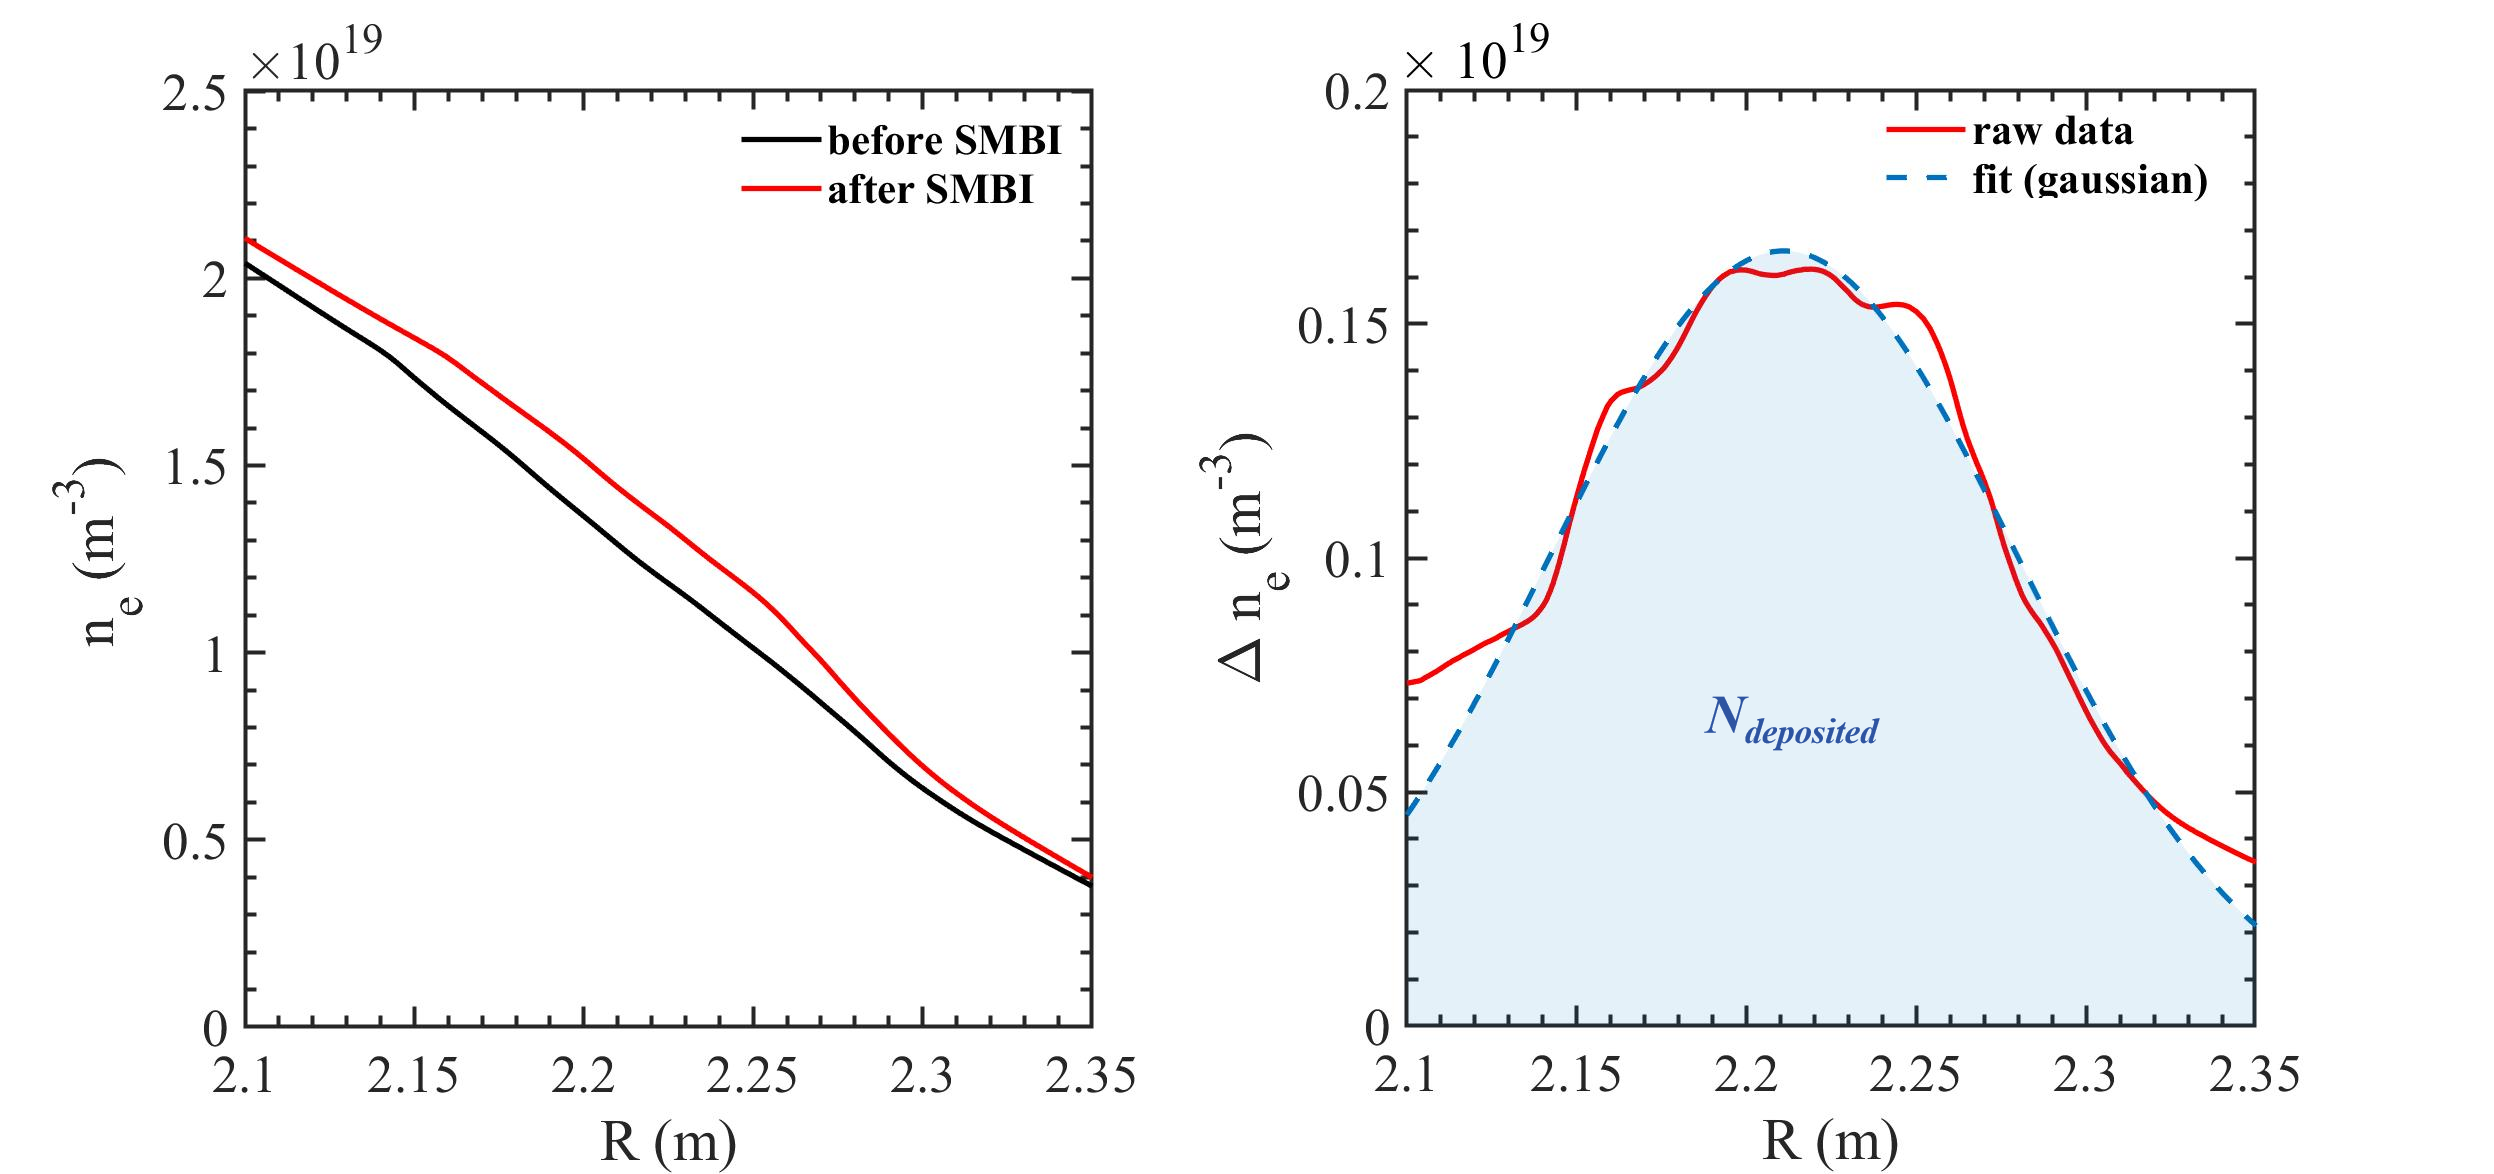 ×10^19
2.5
2
1.5
1
0.5
0
2.1 2.15 2.2 2.25 2.3 2.35
R (m)
n_e (m^-3)
before SMBI
after SMBI
× 10^19
0.2
0.15
0.1
0.05
0
2.1 2.15 2.2 2.25 2.3 2.35
R (m)
Δ n_e (m^-3)
raw data
fit (gaussian)
N_deposited